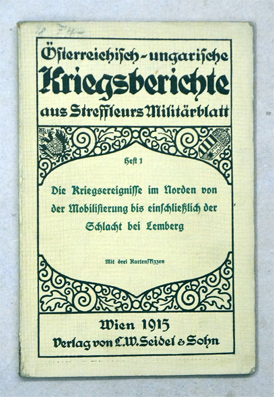 Österreichisch-ungarische
Kriegsberichte
aus Streffleurs Militärblatt
Heft 1
Die Kriegsereignisse im Norden von
der Mobilisierung bis einschließlich der
Schlacht bei Lemberg
Mit drei Kartenskizzen
Wien 1915
Verlag von L.W. Seidel & Sohn